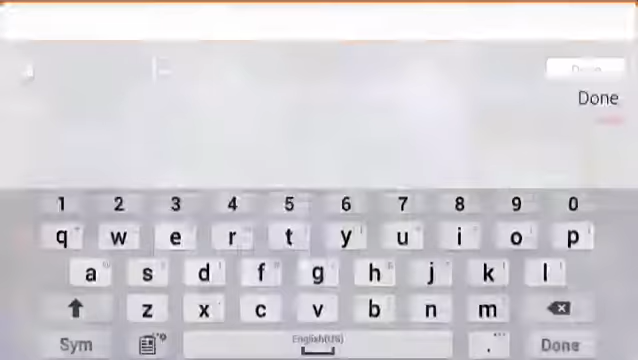 Done
1 2 3 4 5 6 7 8 9 0
q w e r t y u i o p
a s d f g h j k l
z x c v b n m
Sym English(US) . Done